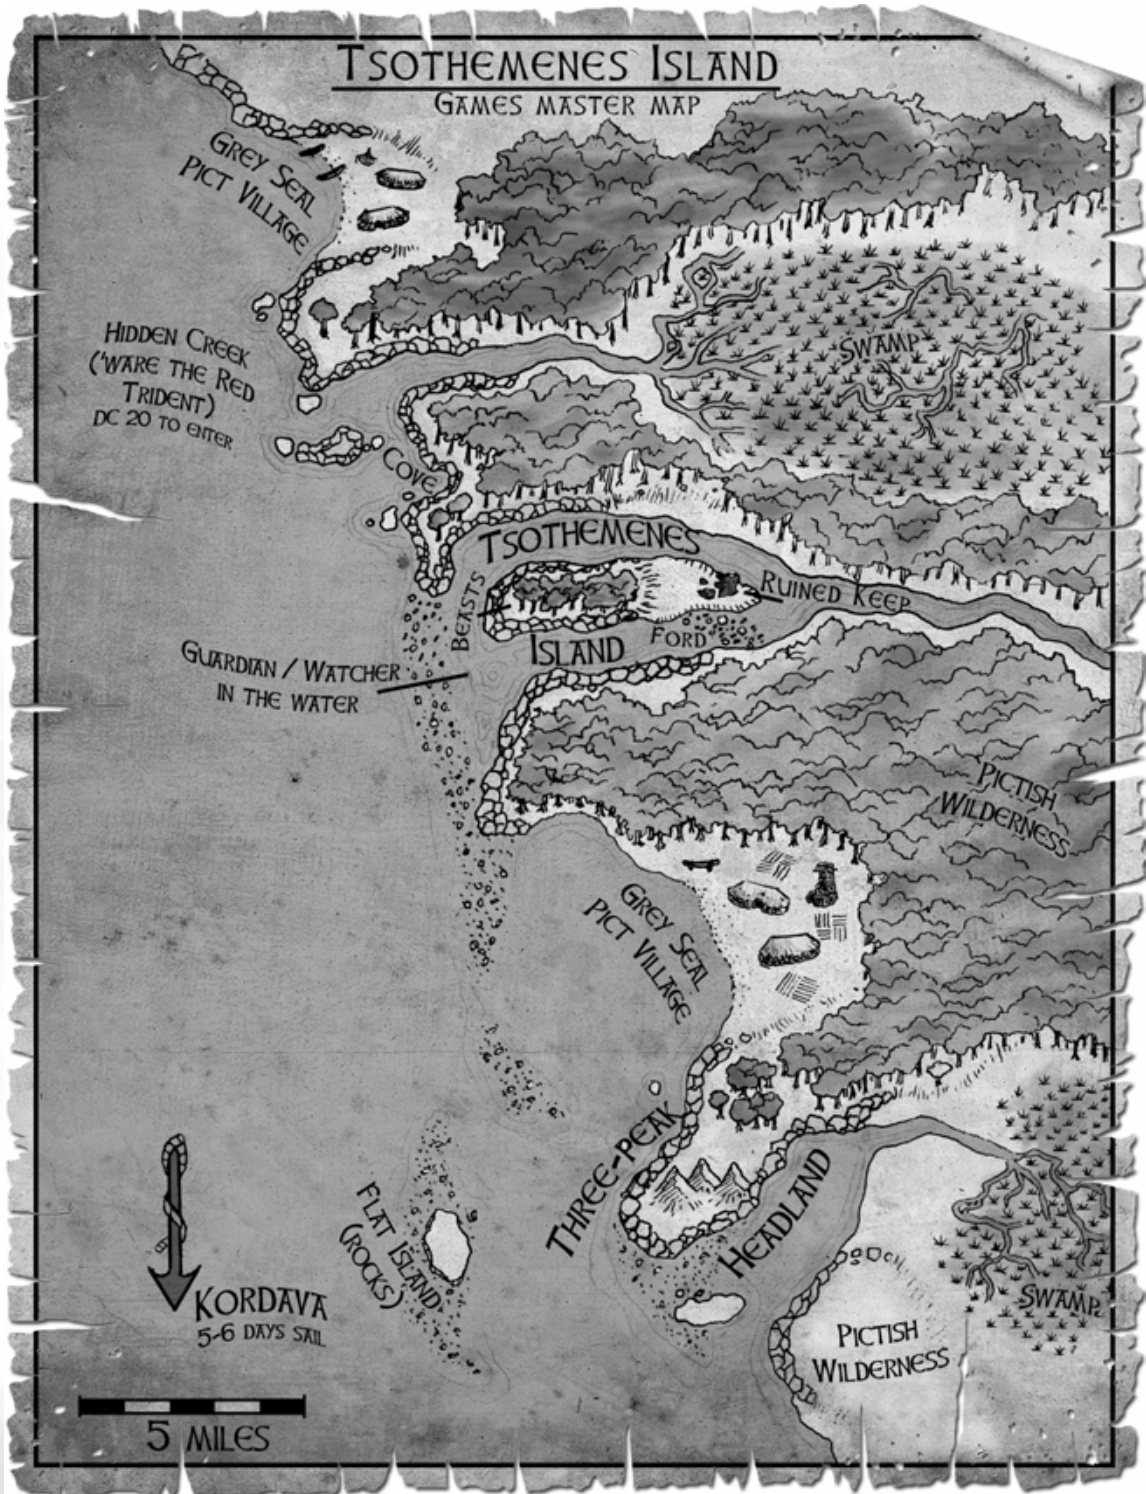 TSOTHEMENES ISLAND
GAMES MASTER MAP
GREY SEAL
PICT VILLAGE
HIDDEN CREEK
('WARE THE RED
TRIDENT)
DC 20 TO ENTER
SWAMP
COVE
TSOTHEMENES
BEASTS
RUINED KEEP
ISLAND
FORD
GUARDIAN / WATCHER
IN THE WATER
PICTISH
WILDERNESS
GREY SEAL
PICT VILLAGE
THREE-PEAK
HEADLAND
FLAT ISLAND
(ROCKS)
KORDAVA
5-6 DAYS SAIL
SWAMP
PICTISH
WILDERNESS
5 MILES